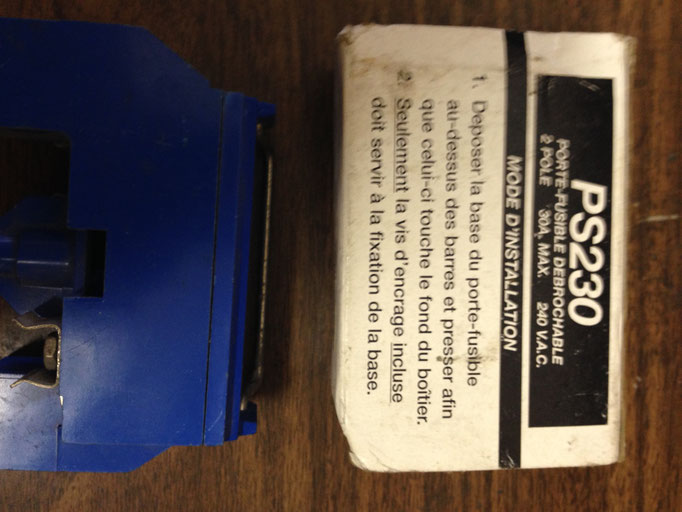 PS230
PORTE-FUSIBLE DEBROCHABLE
2 POLE 30A, MAX. 240 V.A.C.
MODE D'INSTALLATION
1. Deposer la base du porte-fusible
au-dessus des barres et presser afin
que celui-ci touche le fond du boîtier.
2. Seulement la vis d'encrage incluse
doit servir à la fixation de la base.